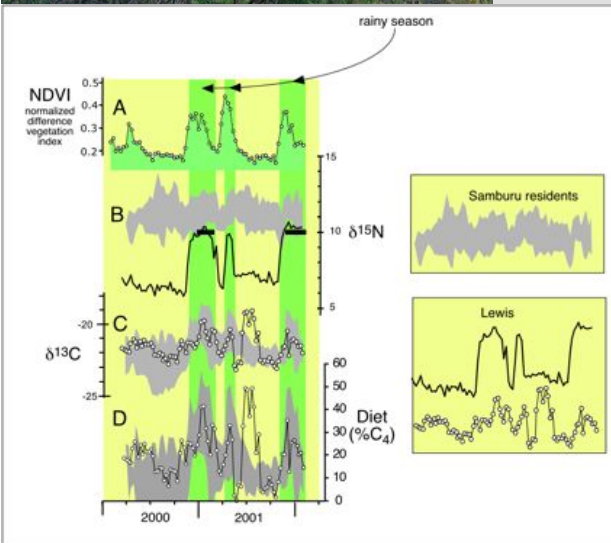 rainy season
NDVI
normalized
difference
vegetation
index
0.5
0.4
0.3
0.2
A
15
B
10
δ15N
5
C
-20
δ13C
-25
60
50
40
30
20
10
0
D
Diet
(%C4)
2000
2001
Samburu residents
Lewis